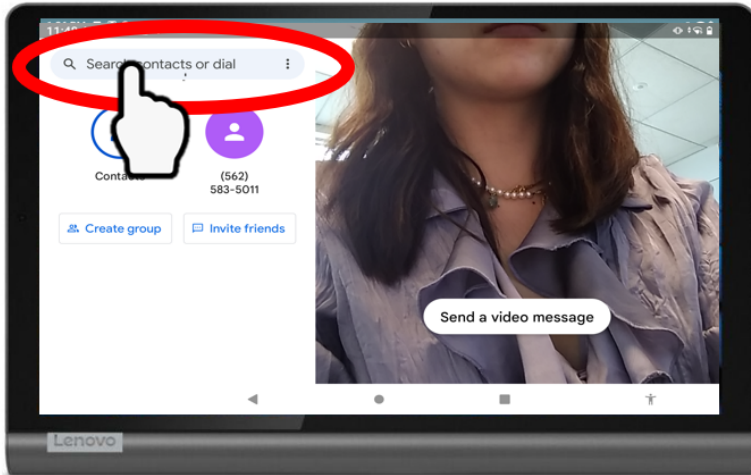 Search contacts or dial
Contacts
(562)
583-5011
Create group
Invite friends
Send a video message
Lenovo